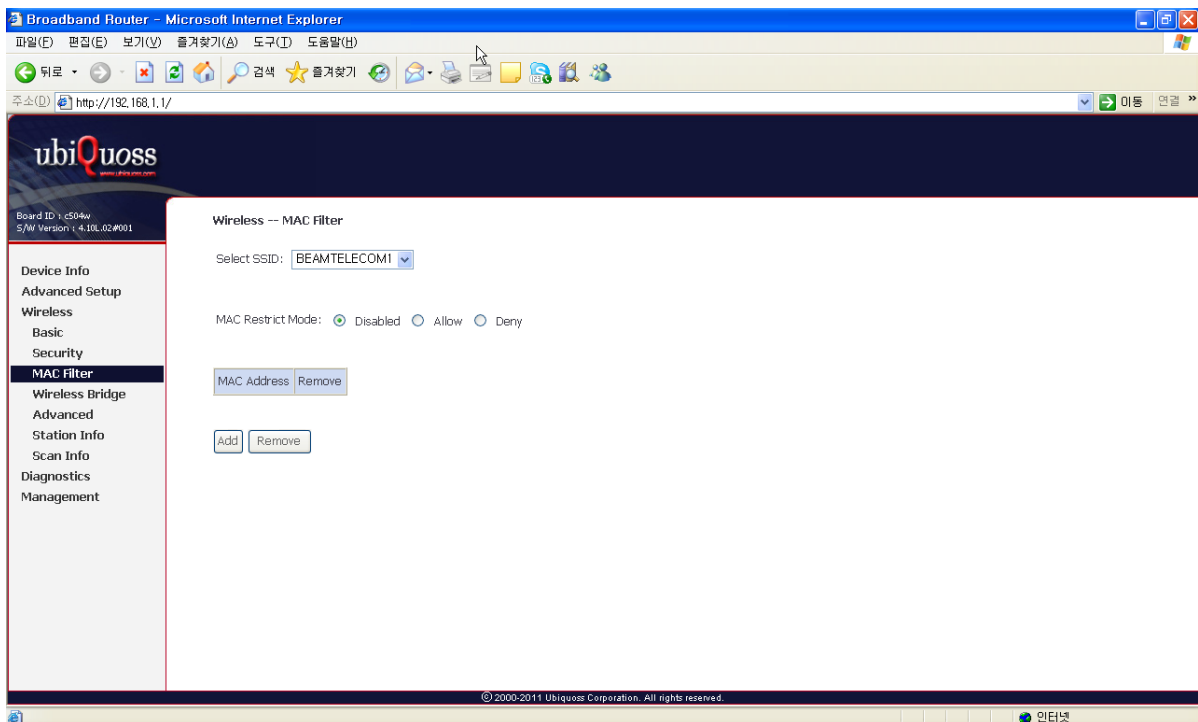 Broadband Router - Microsoft Internet Explorer
파일(F) 편집(E) 보기(V) 즐겨찾기(A) 도구(T) 도움말(H)
뒤로 검색 즐겨찾기
주소(D) http://192.168.1.1/ 이동 연결 »
ubiQuoss
www.ubiquoss.com
Board ID : c504w
S/W Version : 4.10L.02#001
Device Info
Advanced Setup
Wireless
Basic
Security
MAC Filter
Wireless Bridge
Advanced
Station Info
Scan Info
Diagnostics
Management
Wireless -- MAC Filter
Select SSID: BEAMTELECOM1
MAC Restrict Mode: Disabled Allow Deny
MAC Address Remove
Add Remove
© 2000-2011 Ubiquoss Corporation. All rights reserved.
인터넷